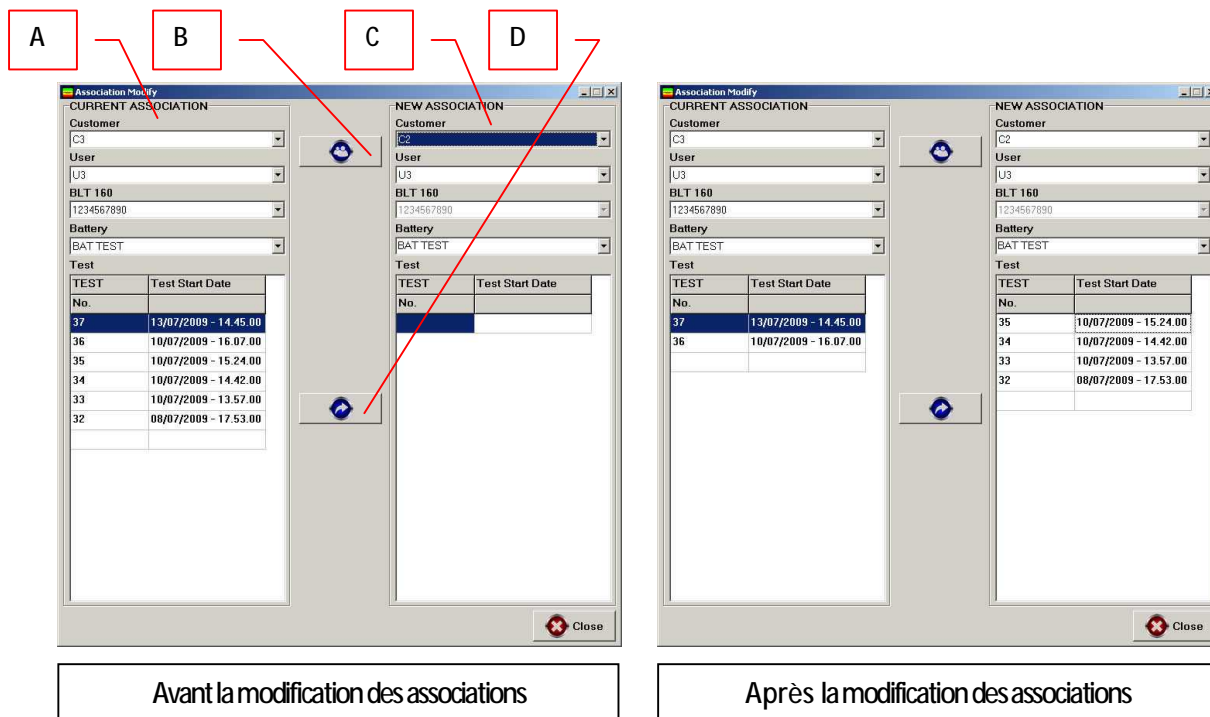 A B C D
Association Modify
CURRENT ASSOCIATION
Customer
C3
User
U3
BLT 160
1234567890
Battery
BAT TEST
Test
TEST Test Start Date
No.
37 13/07/2009 - 14.45.00
36 10/07/2009 - 16.07.00
35 10/07/2009 - 15.24.00
34 10/07/2009 - 14.42.00
33 10/07/2009 - 13.57.00
32 08/07/2009 - 17.53.00
NEW ASSOCIATION
Customer
C2
User
U3
BLT 160
1234567890
Battery
BAT TEST
Test
TEST Test Start Date
No.
Close
Avant la modification des associations
Association Modify
CURRENT ASSOCIATION
Customer
C3
User
U3
BLT 160
1234567890
Battery
BAT TEST
Test
TEST Test Start Date
No.
37 13/07/2009 - 14.45.00
36 10/07/2009 - 16.07.00
NEW ASSOCIATION
Customer
C2
User
U3
BLT 160
1234567890
Battery
BAT TEST
Test
TEST Test Start Date
No.
35 10/07/2009 - 15.24.00
34 10/07/2009 - 14.42.00
33 10/07/2009 - 13.57.00
32 08/07/2009 - 17.53.00
Close
Après la modification des associations